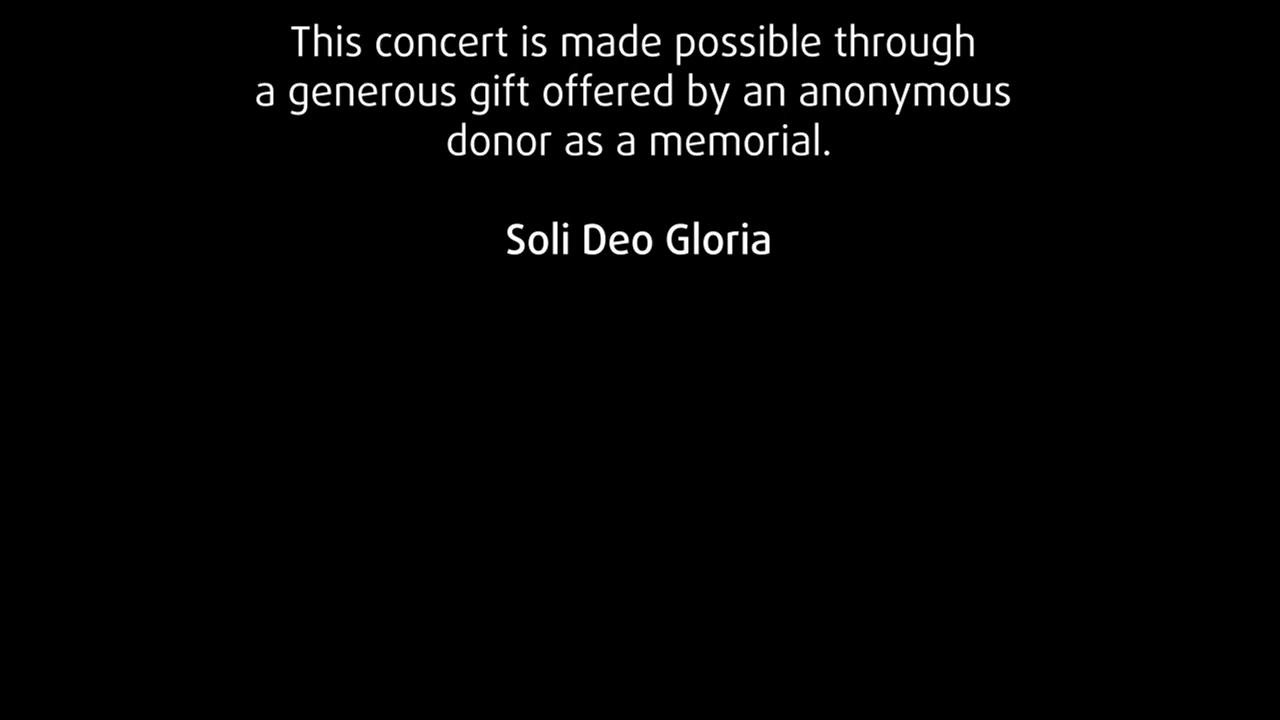 This concert is made possible through
a generous gift offered by an anonymous
donor as a memorial.
Soli Deo Gloria